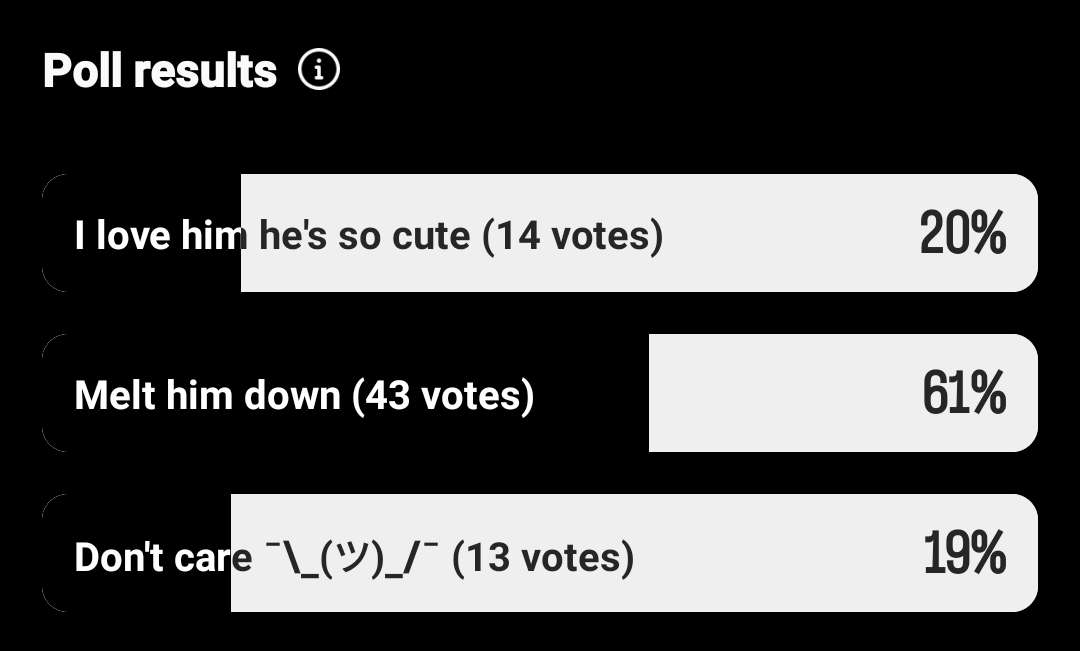 Poll results
I love him he's so cute (14 votes) 20%
Melt him down (43 votes) 61%
Don't care ¯\_(ツ)_/¯ (13 votes) 19%